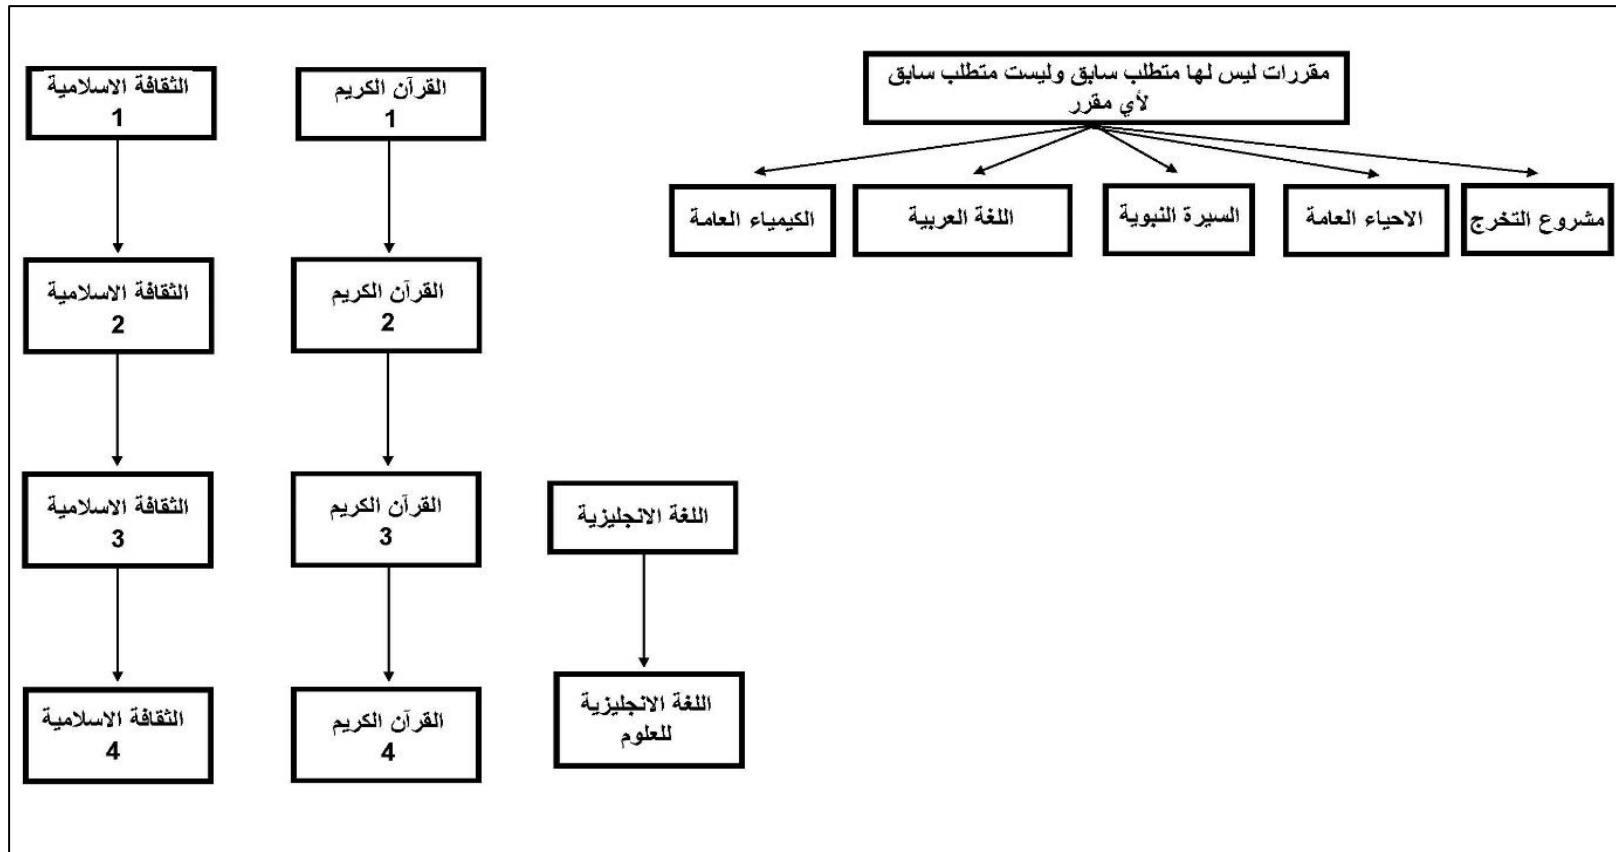 مقررات ليس لها متطلب سابق وليست متطلب سابق
لأي مقرر
مشروع التخرج
الاحياء العامة
السيرة النبوية
اللغة العربية
الكيمياء العامة
القرآن الكريم
1
الثقافة الاسلامية
1
القرآن الكريم
2
الثقافة الاسلامية
2
اللغة الانجليزية
القرآن الكريم
3
الثقافة الاسلامية
3
اللغة الانجليزية
للعلوم
القرآن الكريم
4
الثقافة الاسلامية
4